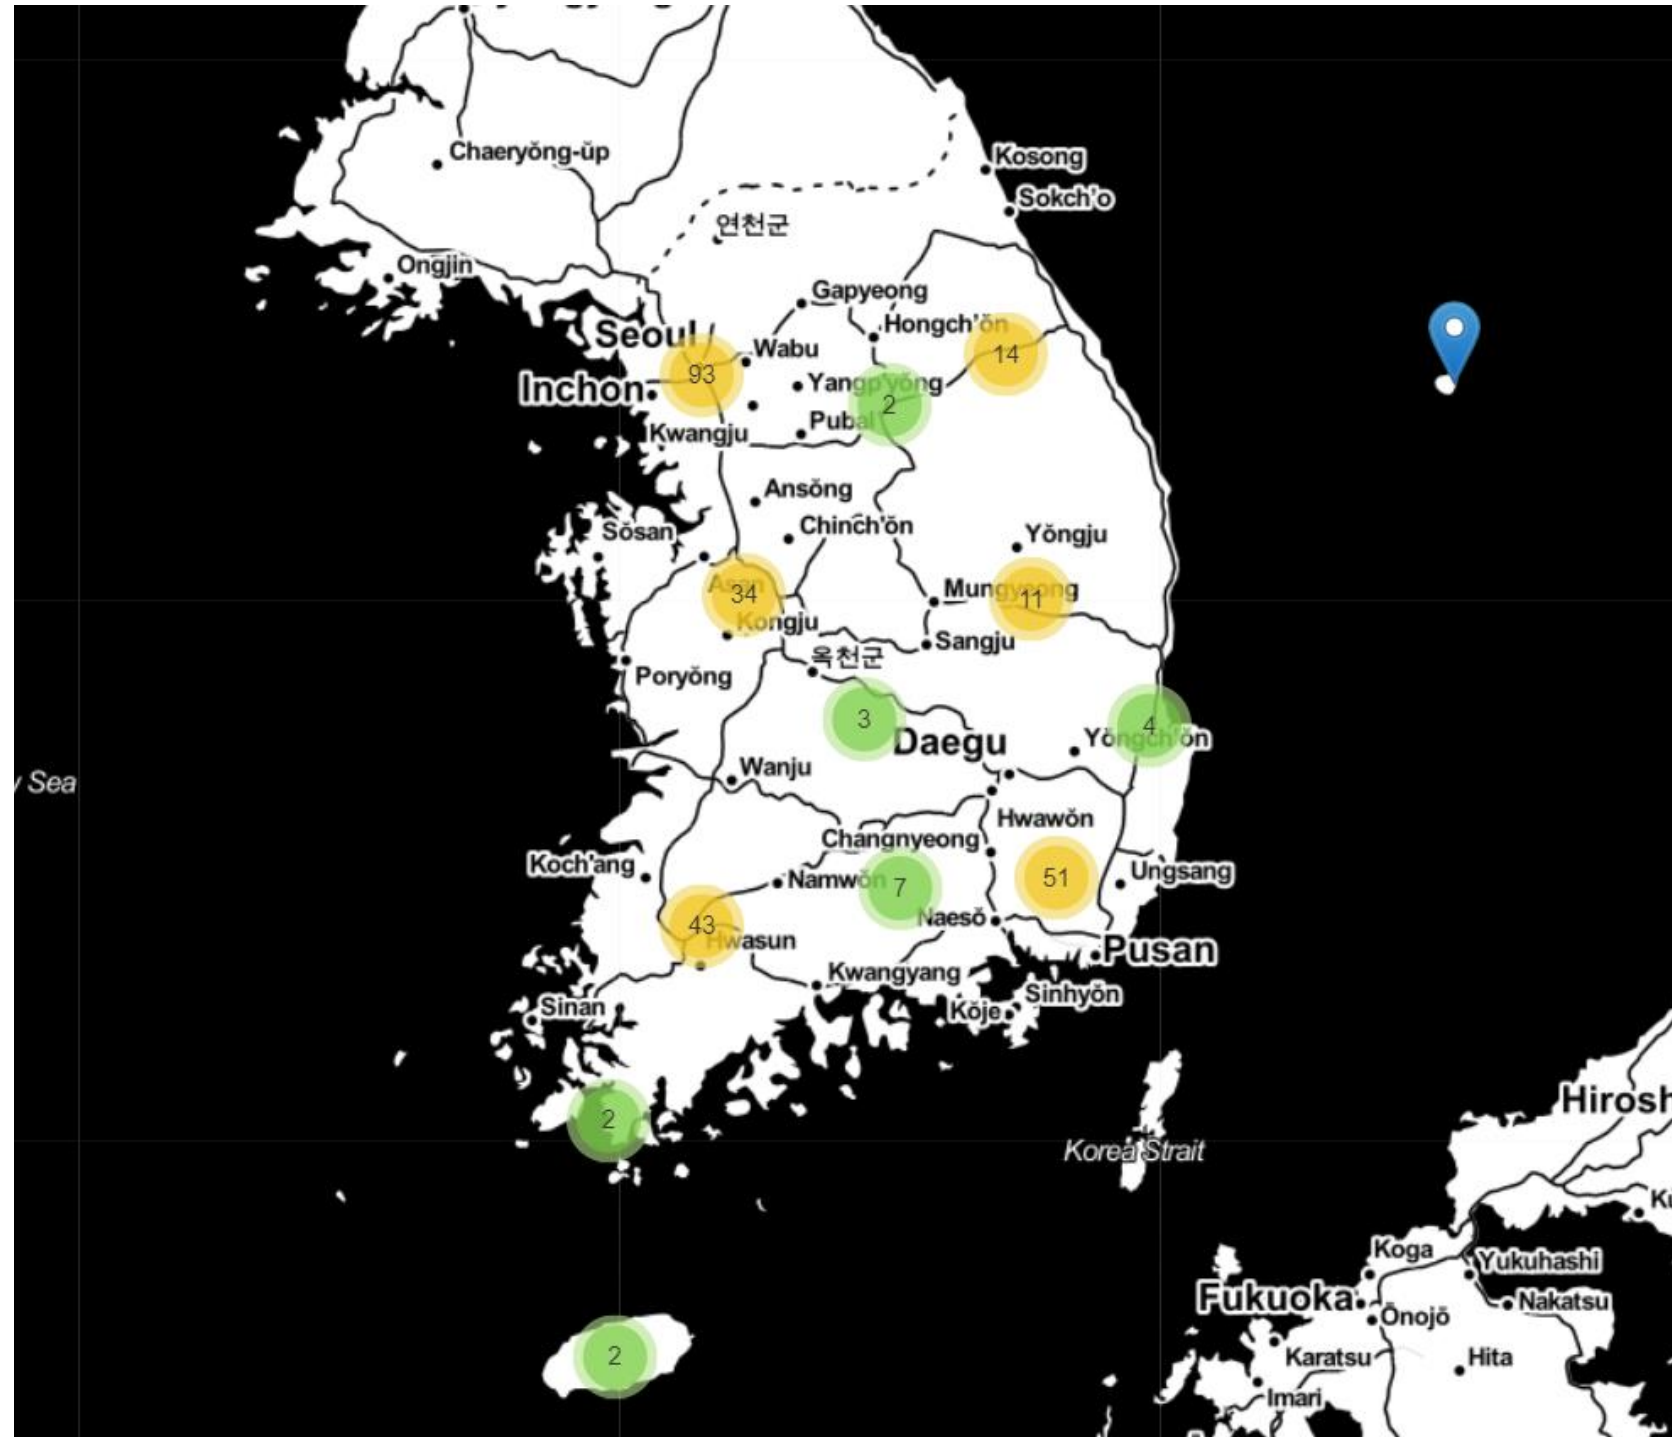 Chaeryŏng-ŭp
Kosong
Sokch'o
연천군
Ongjin
Gapyeong
Hongch'ŏn
Seoul
Wabu
14
93
Inchon
Yangp'yŏng
2
Pubal
Kwangju
Ansŏng
Chinch'ŏn
Sŏsan
Yŏngju
Asan
34
Mungyeong
11
Kongju
Sangju
옥천군
Poryŏng
3
4
Daegu
Yŏngch'ŏn
Wanju
Sea
Hwawŏn
Changnyeong
Koch'ang
Namwŏn
7
51
Ungsang
43
Naesŏ
Hwasun
Pusan
Kwangyang
Sinhyŏn
Sinan
Kŏje
2
Korea Strait
Koga
Yukuhashi
Fukuoka
Nakatsu
Ōnojō
2
Karatsu
Hita
Imari